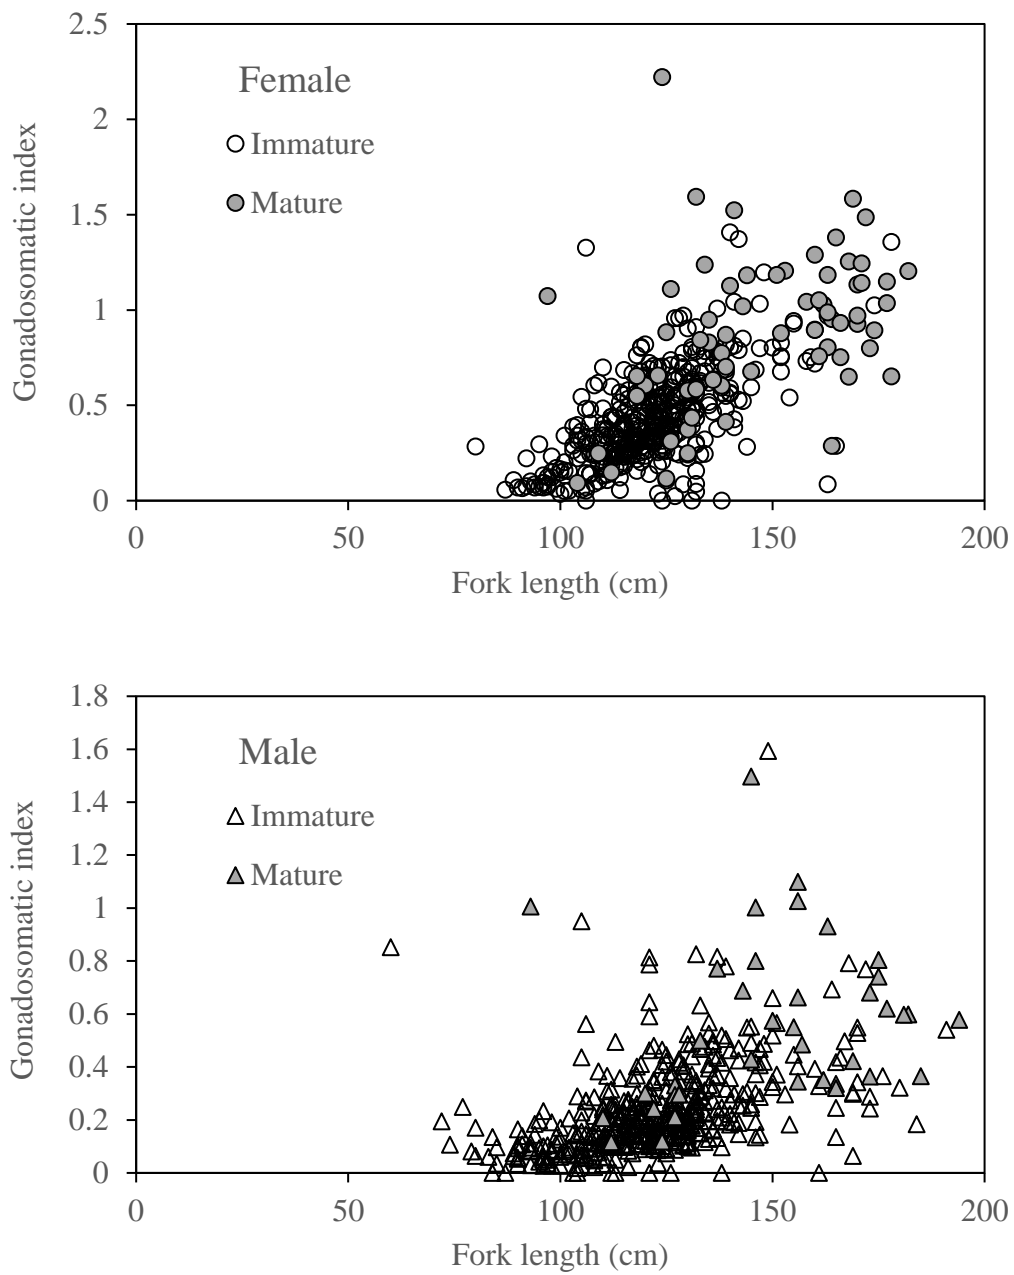 2.5
Female
2
Immature
Mature
1.5
Gonadosomatic index
1
0.5
0
0 50 100 150 200
Fork length (cm)
1.8
Male
1.6
1.4
Immature
1.2
Mature
1
Gonadosomatic index
0.8
0.6
0.4
0.2
0
0 50 100 150 200
Fork length (cm)